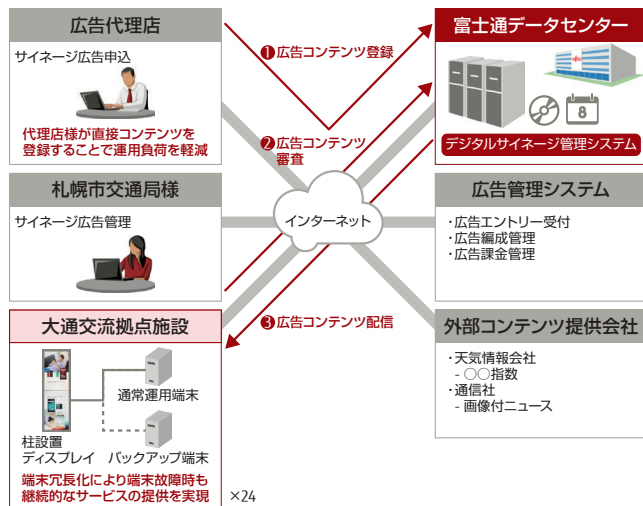 広告代理店
サイネージ広告申込
代理店様が直接コンテンツを
登録することで運用負荷を軽減
❶広告コンテンツ登録
富士通データセンター
8
デジタルサイネージ管理システム
❷広告コンテンツ
審査
札幌市交通局様
サイネージ広告管理
インターネット
広告管理システム
・広告エントリー受付
・広告編成管理
・広告課金管理
大通交流拠点施設
通常運用端末
柱設置
ディスプレイ
バックアップ端末
端末冗長化により端末故障時も
継続的なサービスの提供を実現
×24
❸広告コンテンツ配信
外部コンテンツ提供会社
・天気情報会社
- ○○指数
・通信社
- 画像付ニュース